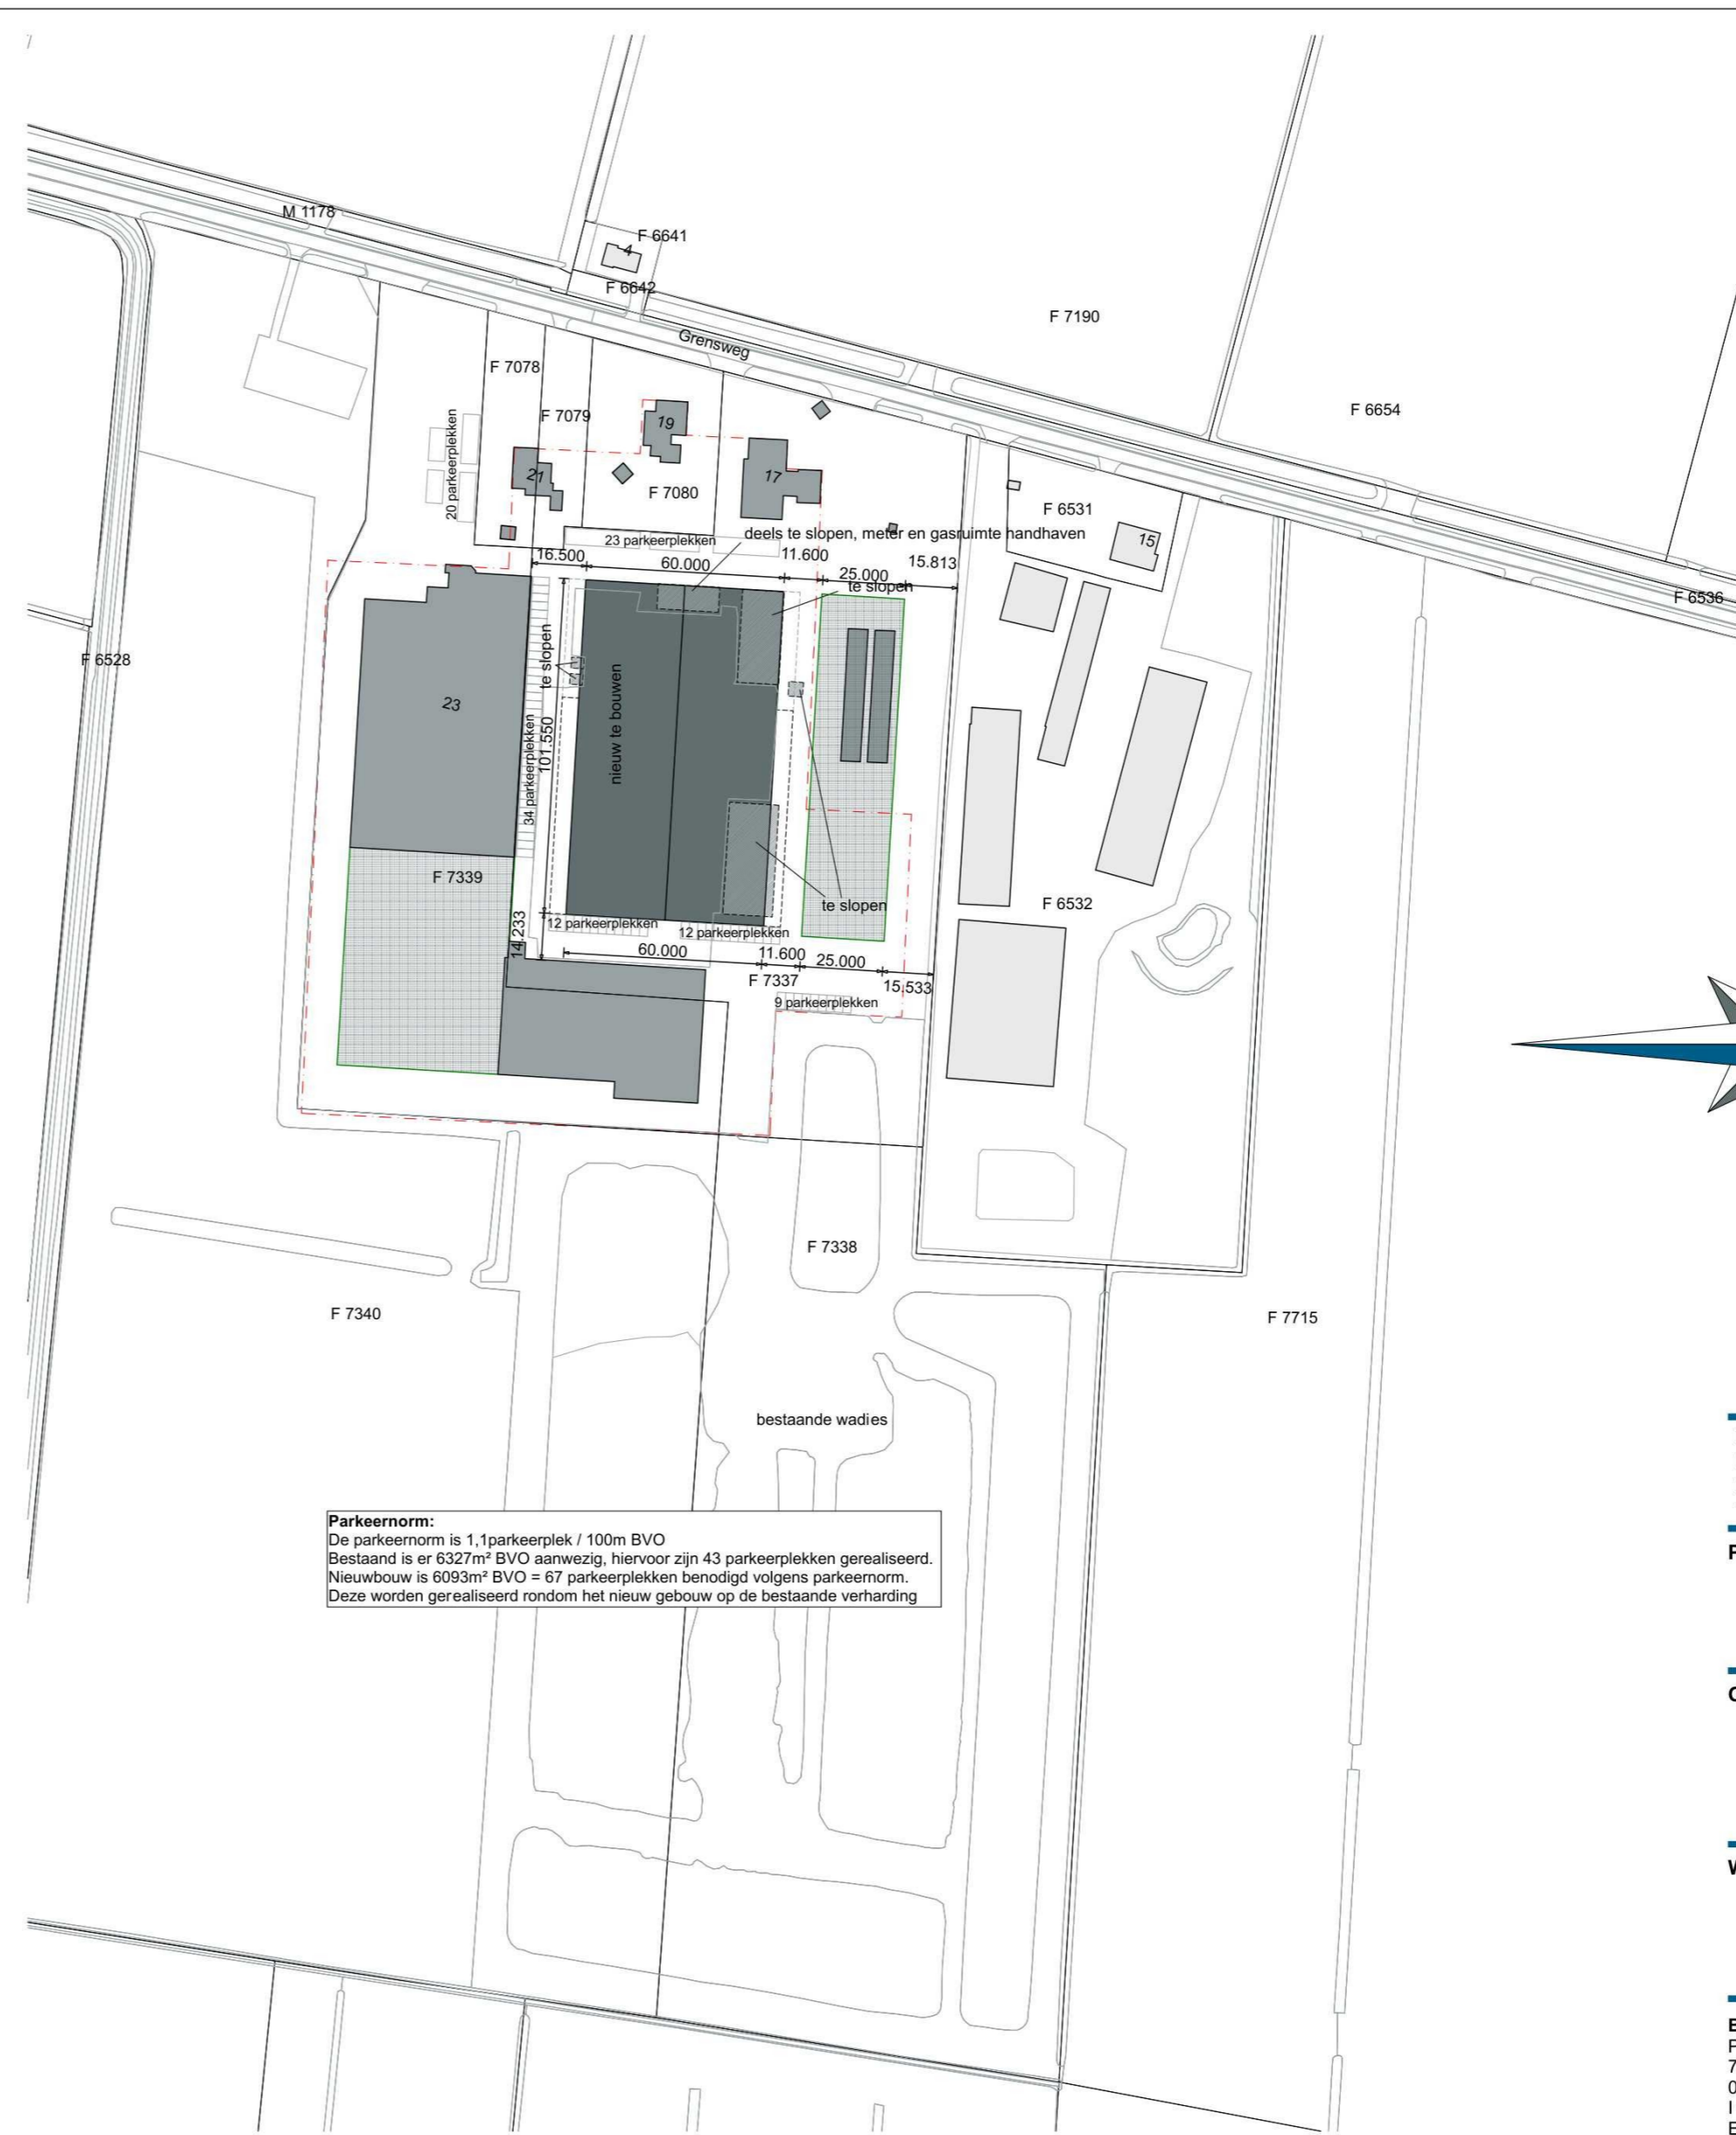 M 1178
F 6641
4
F 6642
F 7190
Grensweg
F 7078
F 6654
F 7079
19
20 parkeerplekken
21
17
F 7080
F 6531
15
deels te slopen, meter en gasruimte handhaven
23 parkeerplekken
16.500
60.000
11.600
25.000
15.813
te slopen
F 6536
F 6528
te slopen
23
nieuw te bouwen
34 parkeerplekken
101.550
F 7339
te slopen
F 6532
14.233
12 parkeerplekken
12 parkeerplekken
60.000
11.600
25.000
15.533
F 7337
9 parkeerplekken
F 7338
F 7340
F 7715
bestaande wadies
Parkeernorm:
De parkeernorm is 1,1parkeerplek / 100m BVO
Bestaand is er 6327m² BVO aanwezig, hiervoor zijn 43 parkeerplekken gerealiseerd.
Nieuwbouw is 6093m² BVO = 67 parkeerplekken benodigd volgens parkeernorm.
Deze worden gerealiseerd rondom het nieuw gebouw op de bestaande verharding